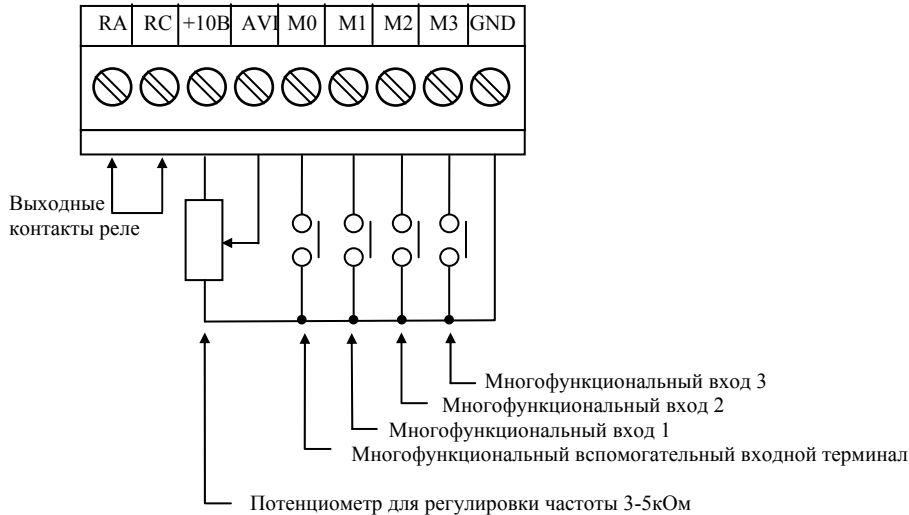 RA RC +10В AVI M0 M1 M2 M3 GND
Выходные
контакты реле
Многофункциональный вход 3
Многофункциональный вход 2
Многофункциональный вход 1
Многофункциональный вспомогательный входной терминал
Потенциометр для регулировки частоты 3-5кОм